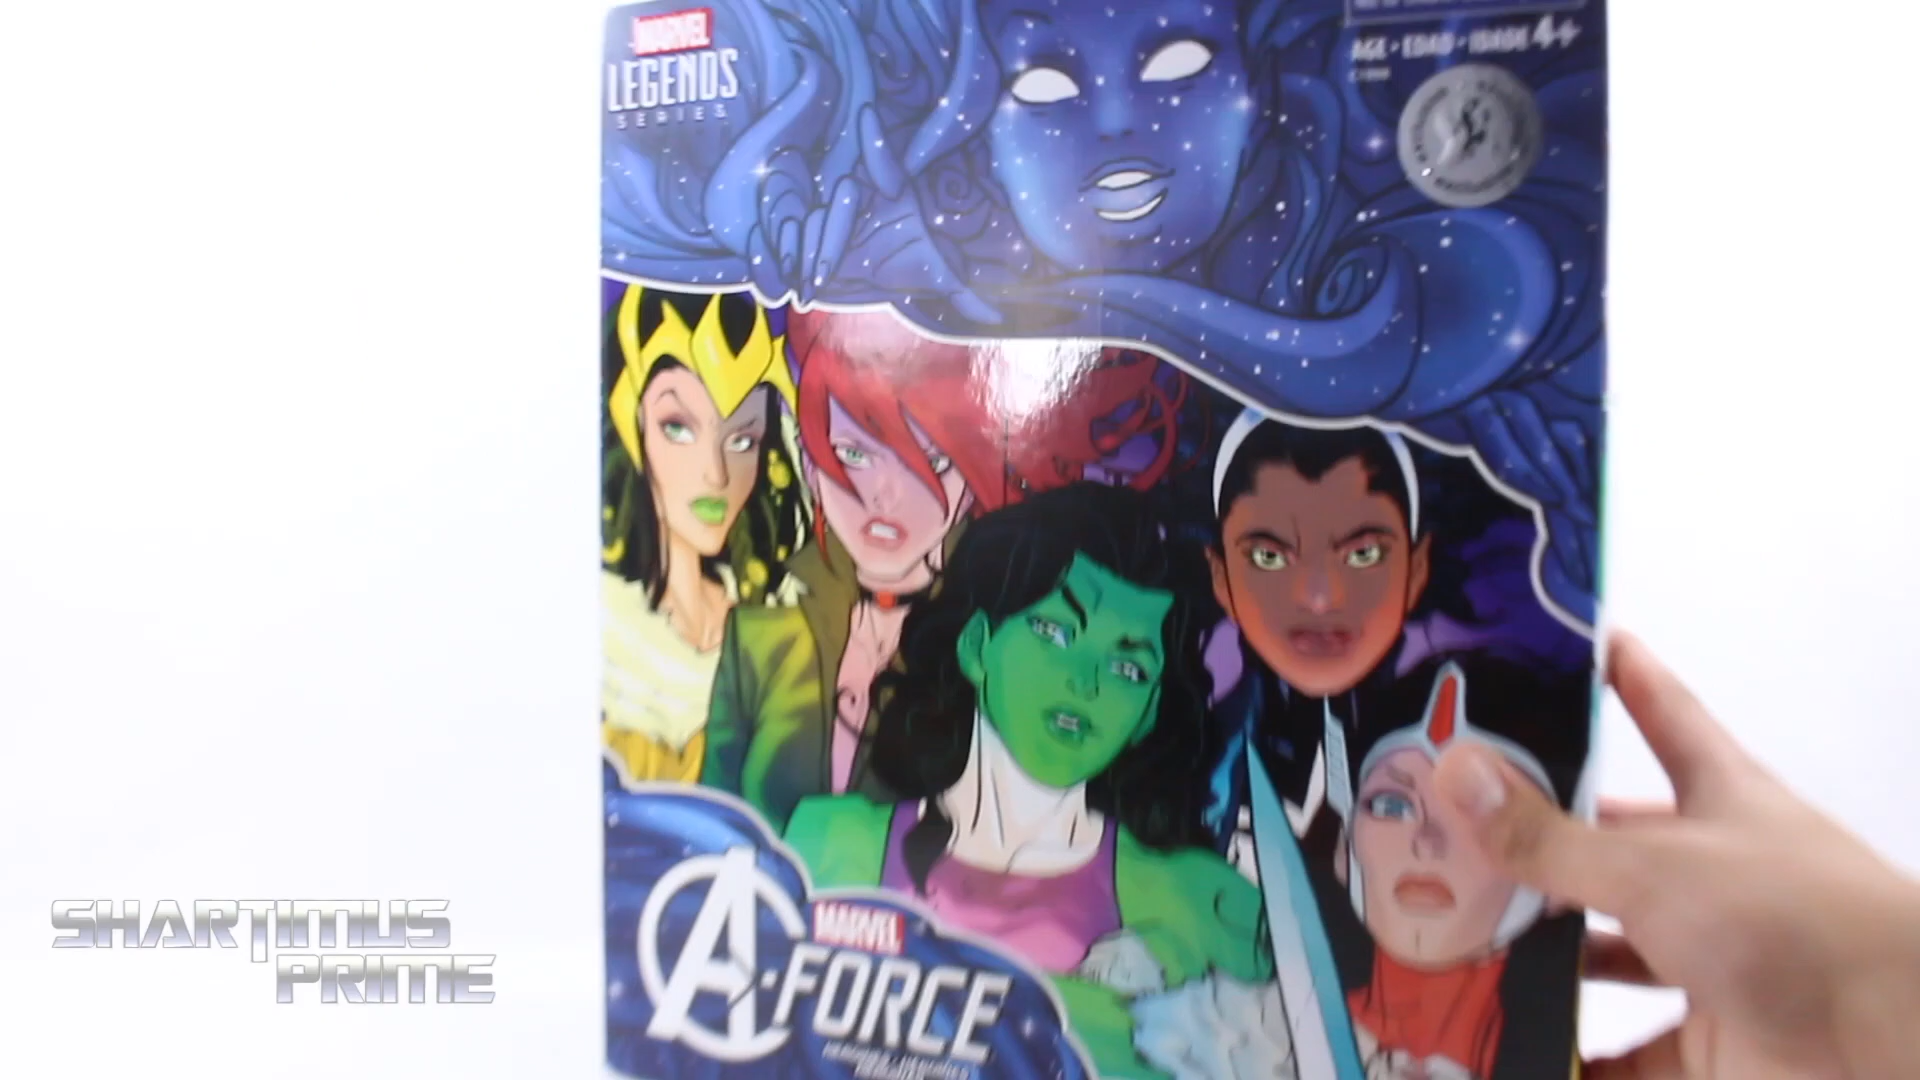 MARVEL
LEGENDS
SERIES
AGE • EDAD • IDADE 4+
MARVEL
A-FORCE
SHARTIMUS
PRIME